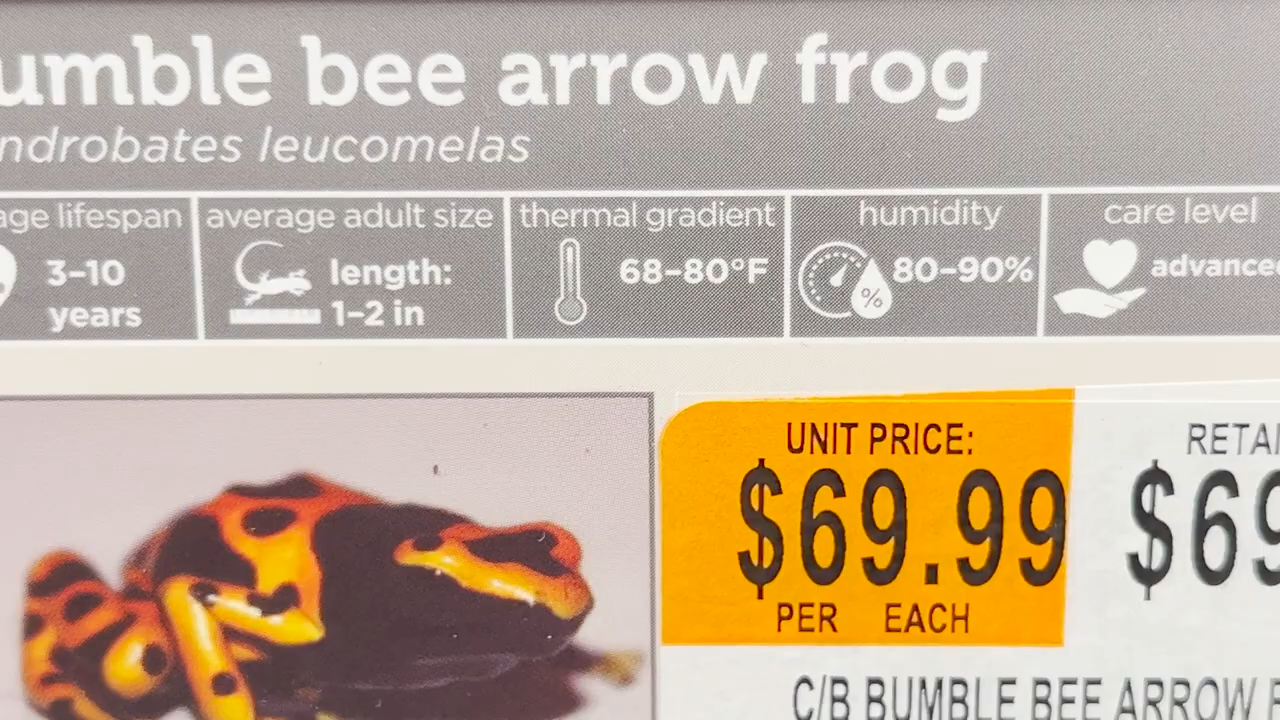 umble bee arrow frog
ndrobates leucomelas
age lifespan average adult size thermal gradient humidity care level
3–10 years
length: 1–2 in
68–80°F
%
80–90%
advanced
UNIT PRICE:
$69.99
PER EACH
RETAI
$69
C/B BUMBLE BEE ARROW F